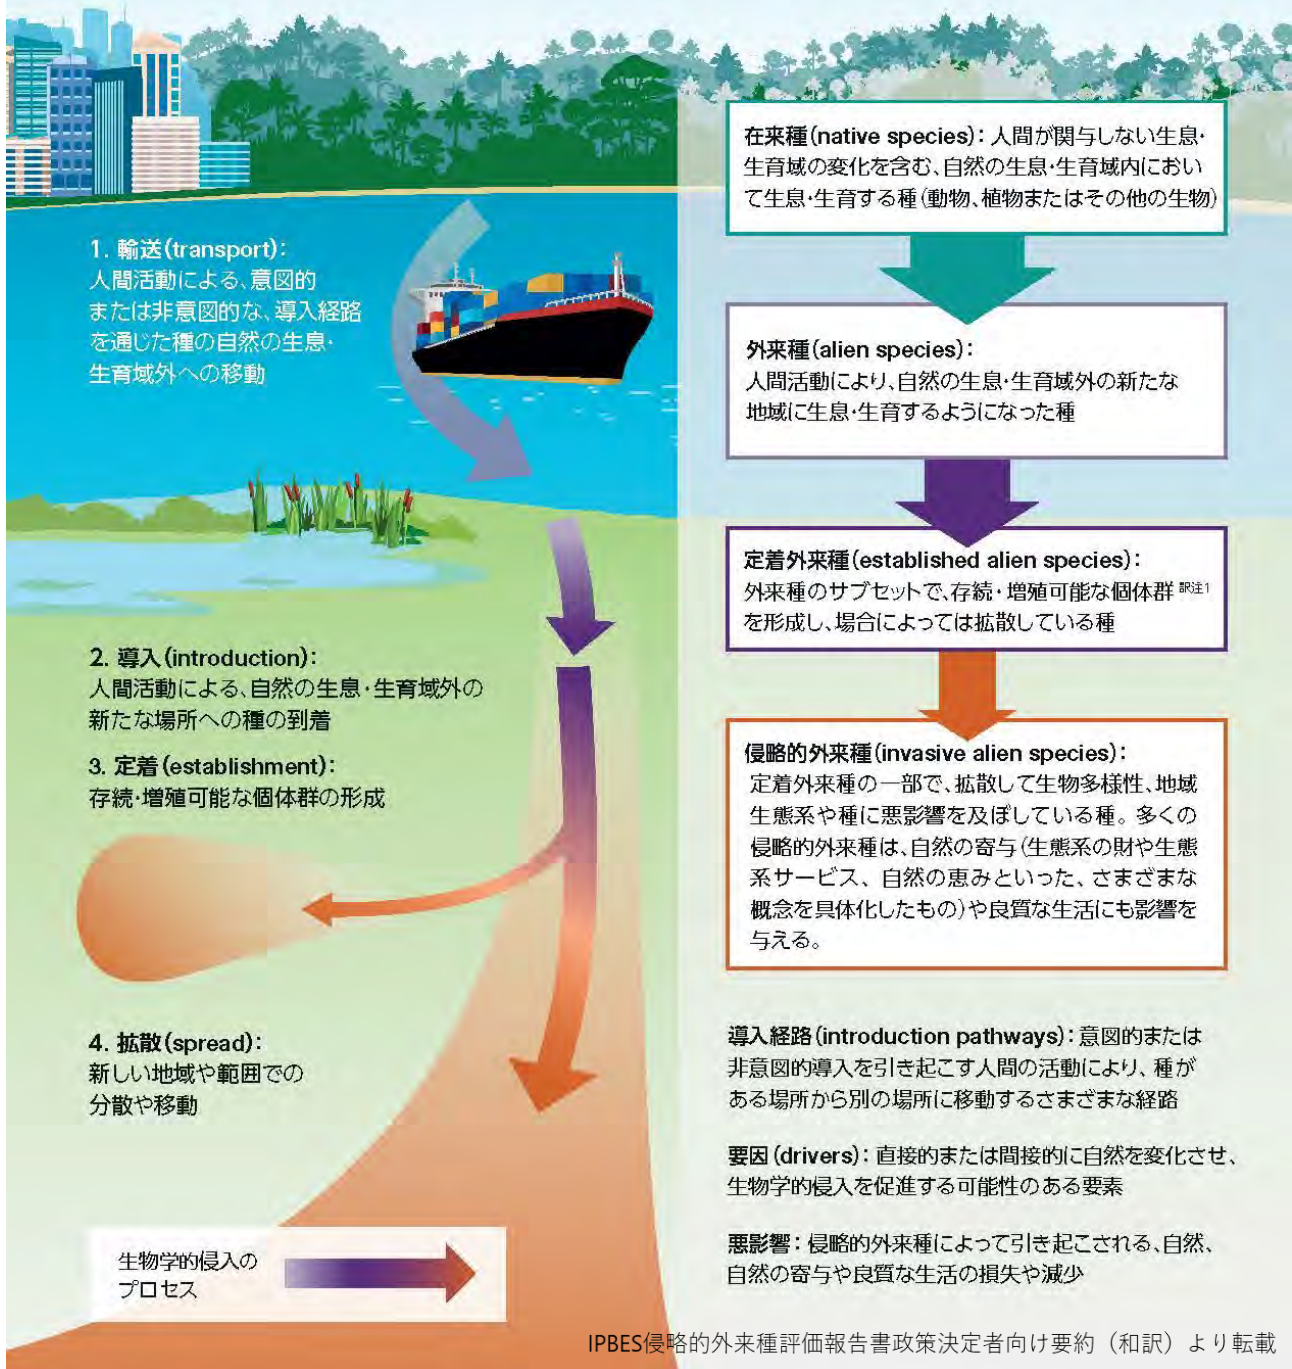 1. 輸送(transport):
人間活動による、意図的
または非意図的な、導入経路
を通じた種の自然の生息・
生育域外への移動
2. 導入(introduction):
人間活動による、自然の生息・生育域外の
新たな場所への種の到着
3. 定着(establishment):
存続・増殖可能な個体群の形成
4. 拡散(spread):
新しい地域や範囲での
分散や移動
生物学的侵入の
プロセス
在来種(native species):人間が関与しない生息・
生育域の変化を含む、自然の生息・生育域内におい
て生息・生育する種(動物、植物またはその他の生物)
外来種(alien species):
人間活動により、自然の生息・生育域外の新たな
地域に生息・生育するようになった種
定着外来種(established alien species):
外来種のサブセットで、存続・増殖可能な個体群訳注1
を形成し、場合によっては拡散している種
侵略的外来種(invasive alien species):
定着外来種の一部で、拡散して生物多様性、地域
生態系や種に悪影響を及ぼしている種。多くの
侵略的外来種は、自然の寄与(生態系の財や生態
系サービス、自然の恵みといった、さまざまな
概念を具体化したもの)や良質な生活にも影響を
与える。
導入経路(introduction pathways):意図的または
非意図的導入を引き起こす人間の活動により、種が
ある場所から別の場所に移動するさまざまな経路
要因(drivers):直接的または間接的に自然を変化させ、
生物学的侵入を促進する可能性のある要素
悪影響:侵略的外来種によって引き起こされる、自然、
自然の寄与や良質な生活の損失や減少
IPBES侵略的外来種評価報告書政策決定者向け要約（和訳）より転載